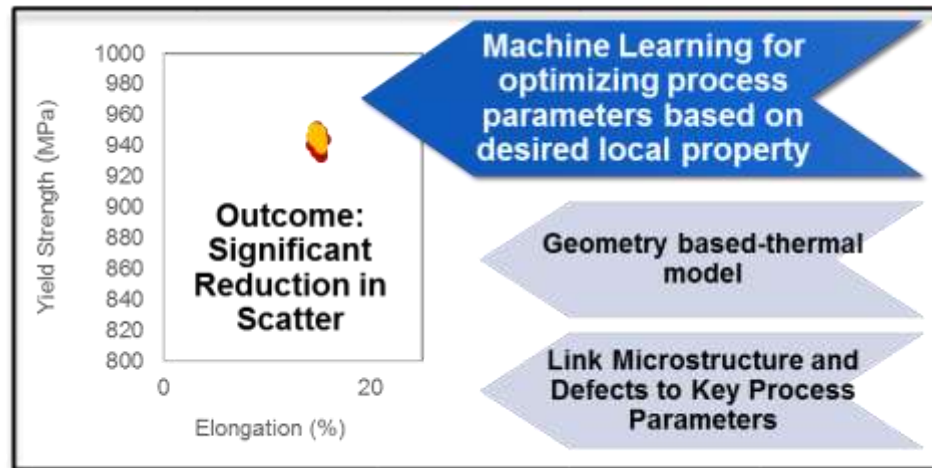 1000
980
960
940
920
900
880
860
840
820
800
Yield Strength (MPa)
0
20
Elongation (%)
Outcome:
Significant
Reduction in
Scatter
Machine Learning for
optimizing process
parameters based on
desired local property
Geometry based-thermal
model
Link Microstructure and
Defects to Key Process
Parameters